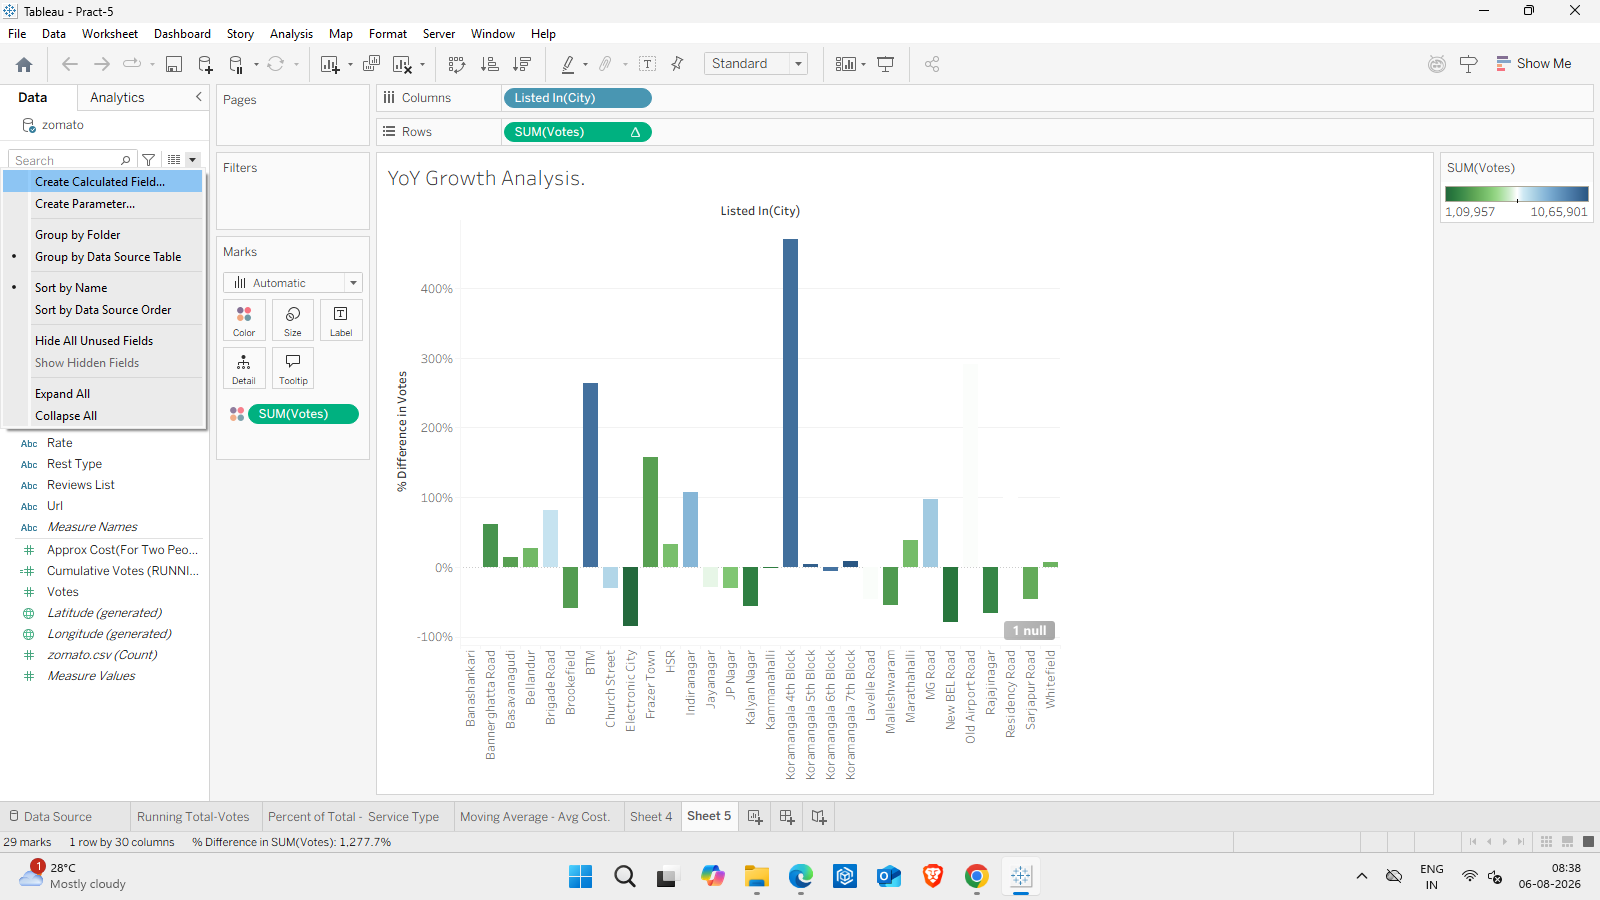 Tableau - Pract-5
File Data Worksheet Dashboard Story Analysis Map Format Server Window Help
Standard
Show Me
Data Analytics
zomato
Search
Create Calculated Field...
Create Parameter...
Group by Folder
Group by Data Source Table
Sort by Name
Sort by Data Source Order
Hide All Unused Fields
Show Hidden Fields
Expand All
Collapse All
Abc Rate
Abc Rest Type
Abc Reviews List
Abc Url
Abc Measure Names
Approx Cost(For Two Peo...
Cumulative Votes (RUNNI...
Votes
Latitude (generated)
Longitude (generated)
zomato.csv (Count)
Measure Values
Pages
Filters
Marks
Automatic
Color Size Label
Detail Tooltip
SUM(Votes)
Columns Listed In(City)
Rows SUM(Votes)
YoY Growth Analysis.
Listed In(City)
% Difference in Votes
400%
300%
200%
100%
0%
-100%
1 null
Banashankari
Bannerghatta Road
Basavanagudi
Bellandur
Brigade Road
Brookefield
BTM
Church Street
Electronic City
Frazer Town
HSR
Indiranagar
Jayanagar
JP Nagar
Kalyan Nagar
Kammanahalli
Koramangala 4th Block
Koramangala 5th Block
Koramangala 6th Block
Koramangala 7th Block
Lavelle Road
Malleshwaram
Marathahalli
MG Road
New BEL Road
Old Airport Road
Rajajinagar
Residency Road
Sarjapur Road
Whitefield
SUM(Votes)
1,09,957 10,65,901
Data Source Running Total-Votes Percent of Total - Service Type Moving Average - Avg Cost. Sheet 4 Sheet 5
29 marks 1 row by 30 columns % Difference in SUM(Votes): 1,277.7%
1
28°C
Mostly cloudy
ENG
IN
08:38
06-08-2026